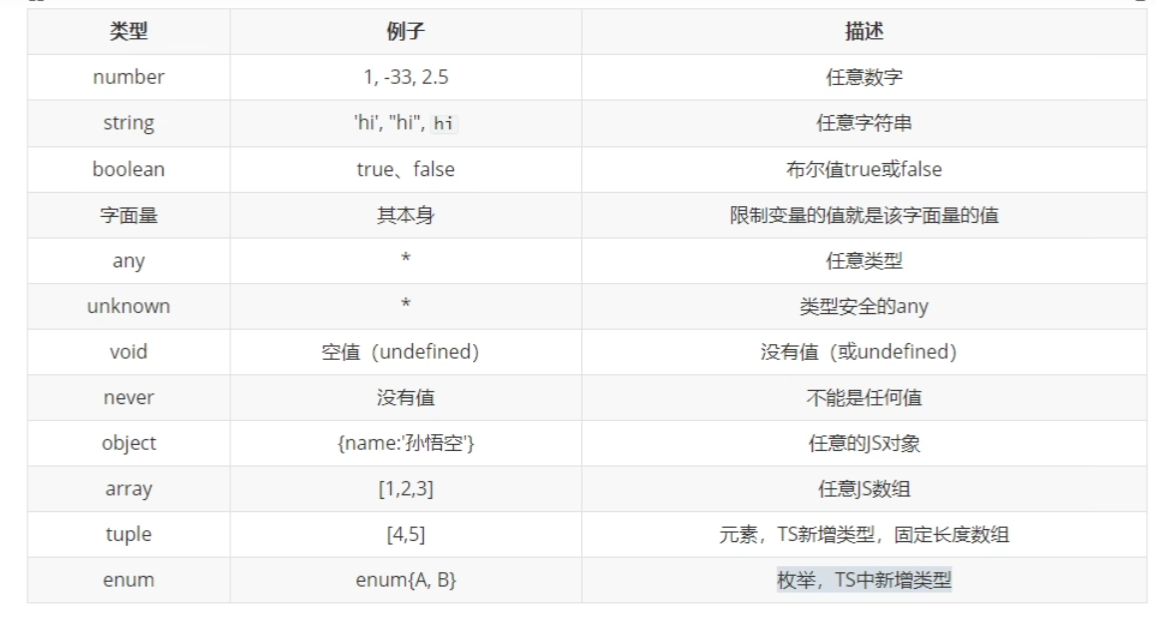 类型 例子 描述
number 1, -33, 2.5 任意数字
string 'hi', "hi", hi 任意字符串
boolean true、false 布尔值true或false
字面量 其本身 限制变量的值就是该字面量的值
any * 任意类型
unknown * 类型安全的any
void 空值（undefined） 没有值（或undefined）
never 没有值 不能是任何值
object {name:'孙悟空'} 任意的JS对象
array [1,2,3] 任意JS数组
tuple [4,5] 元素，TS新增类型，固定长度数组
enum enum{A, B} 枚举，TS中新增类型